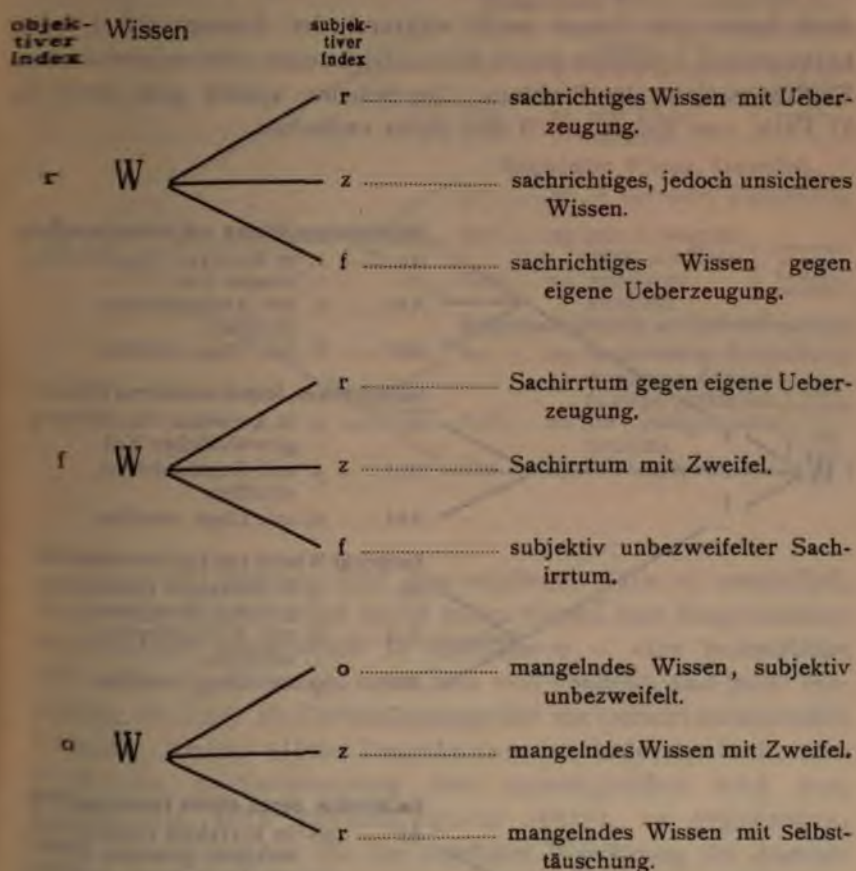 objek-
tiver
Index
Wissen
subjek-
tiver
Index
r W
r ........ sachrichtiges Wissen mit Ueber-
zeugung.
z ........ sachrichtiges, jedoch unsicheres
Wissen.
f ........ sachrichtiges Wissen gegen
eigene Ueberzeugung.
f W
r ........ Sachirrtum gegen eigene Ueber-
zeugung.
z ........ Sachirrtum mit Zweifel.
f ........ subjektiv unbezweifelter Sach-
irrtum.
o W
o ........ mangelndes Wissen, subjektiv
unbezweifelt.
z ........ mangelndes Wissen mit Zweifel.
r ........ mangelndes Wissen mit Selbst-
täuschung.